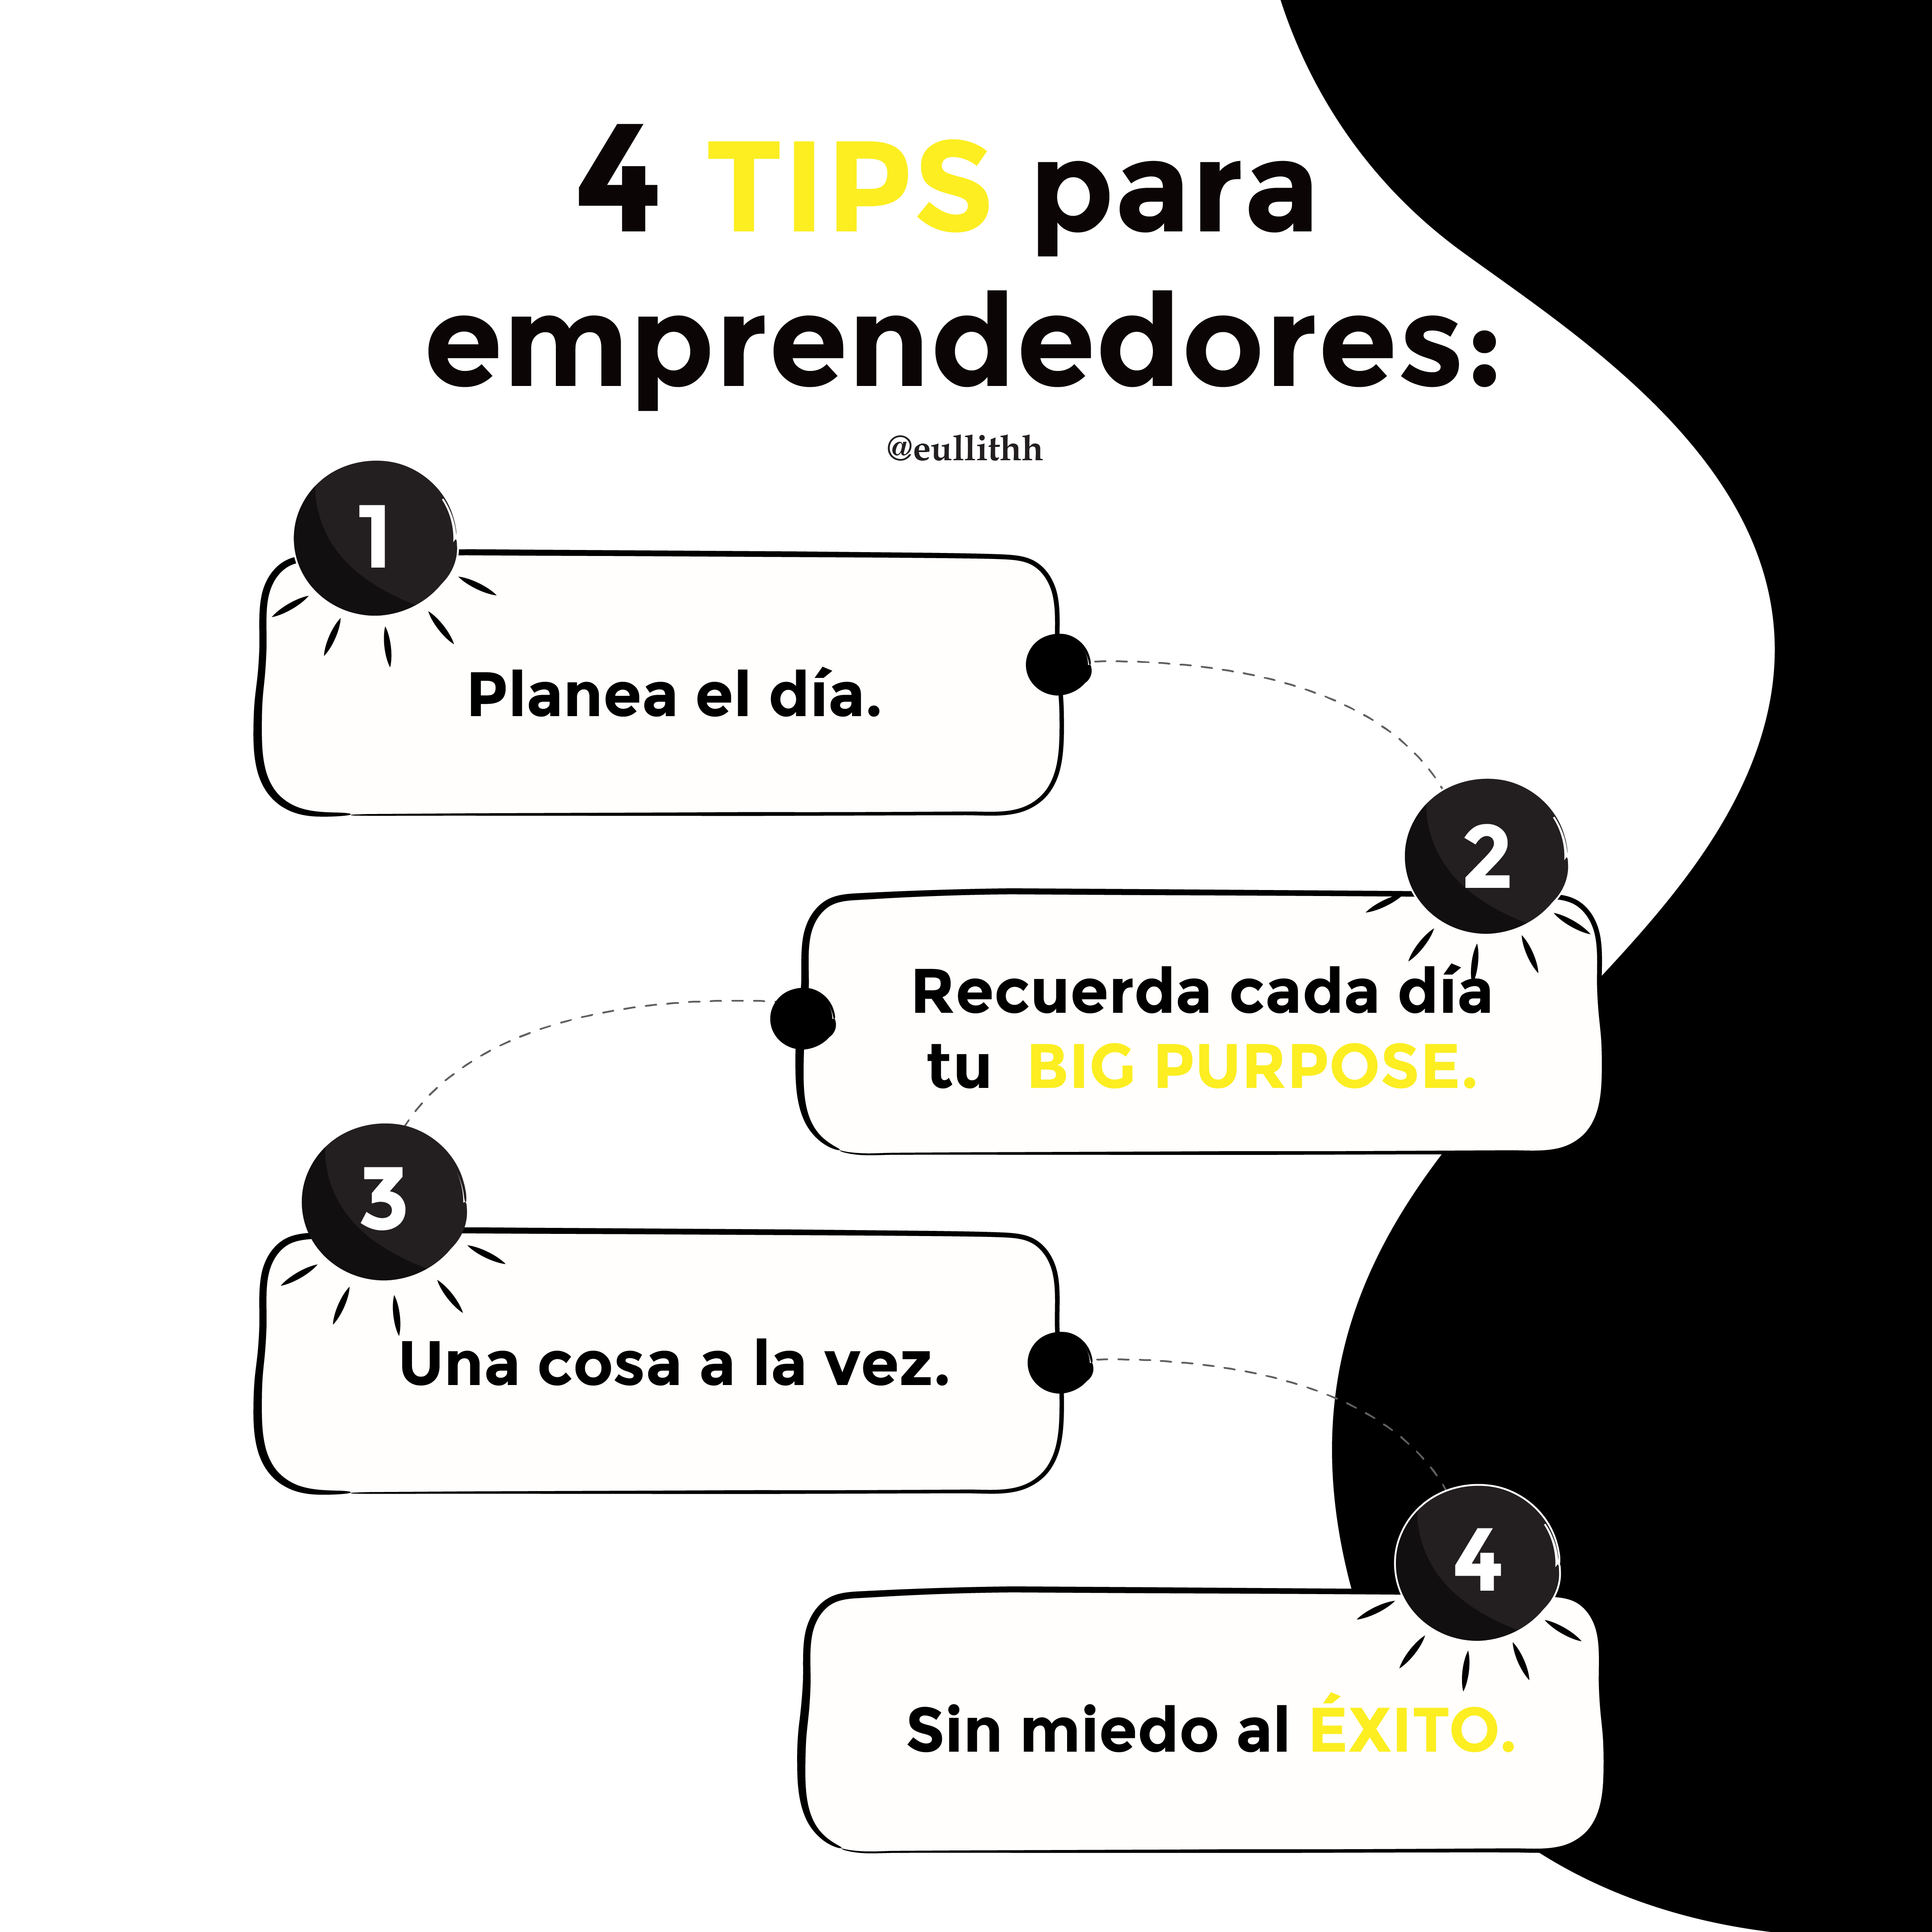 4 TIPS para
emprendedores:
@eullithh
1
Planea el día.
2
Recuerda cada día
tu BIG PURPOSE.
3
Una cosa a la vez.
4
Sin miedo al ÉXITO.